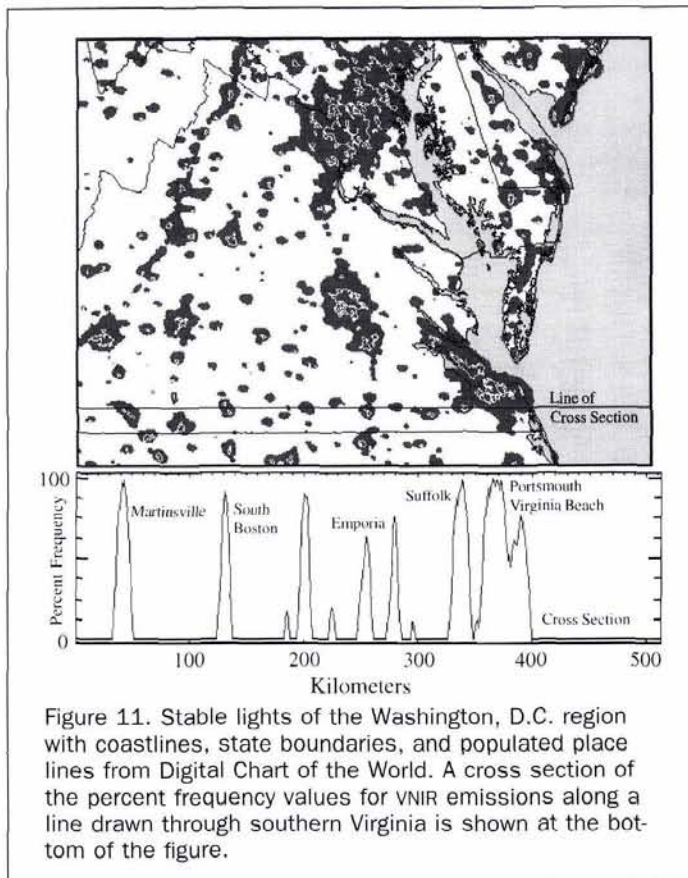 Line of
Cross Section
100
Percent Frequency
0
Martinsville
South
Boston
Emporia
Suffolk
Portsmouth
Virginia Beach
Cross Section
100
200
300
400
500
Kilometers
Figure 11. Stable lights of the Washington, D.C. region
with coastlines, state boundaries, and populated place
lines from Digital Chart of the World. A cross section of
the percent frequency values for VNIR emissions along a
line drawn through southern Virginia is shown at the bot-
tom of the figure.